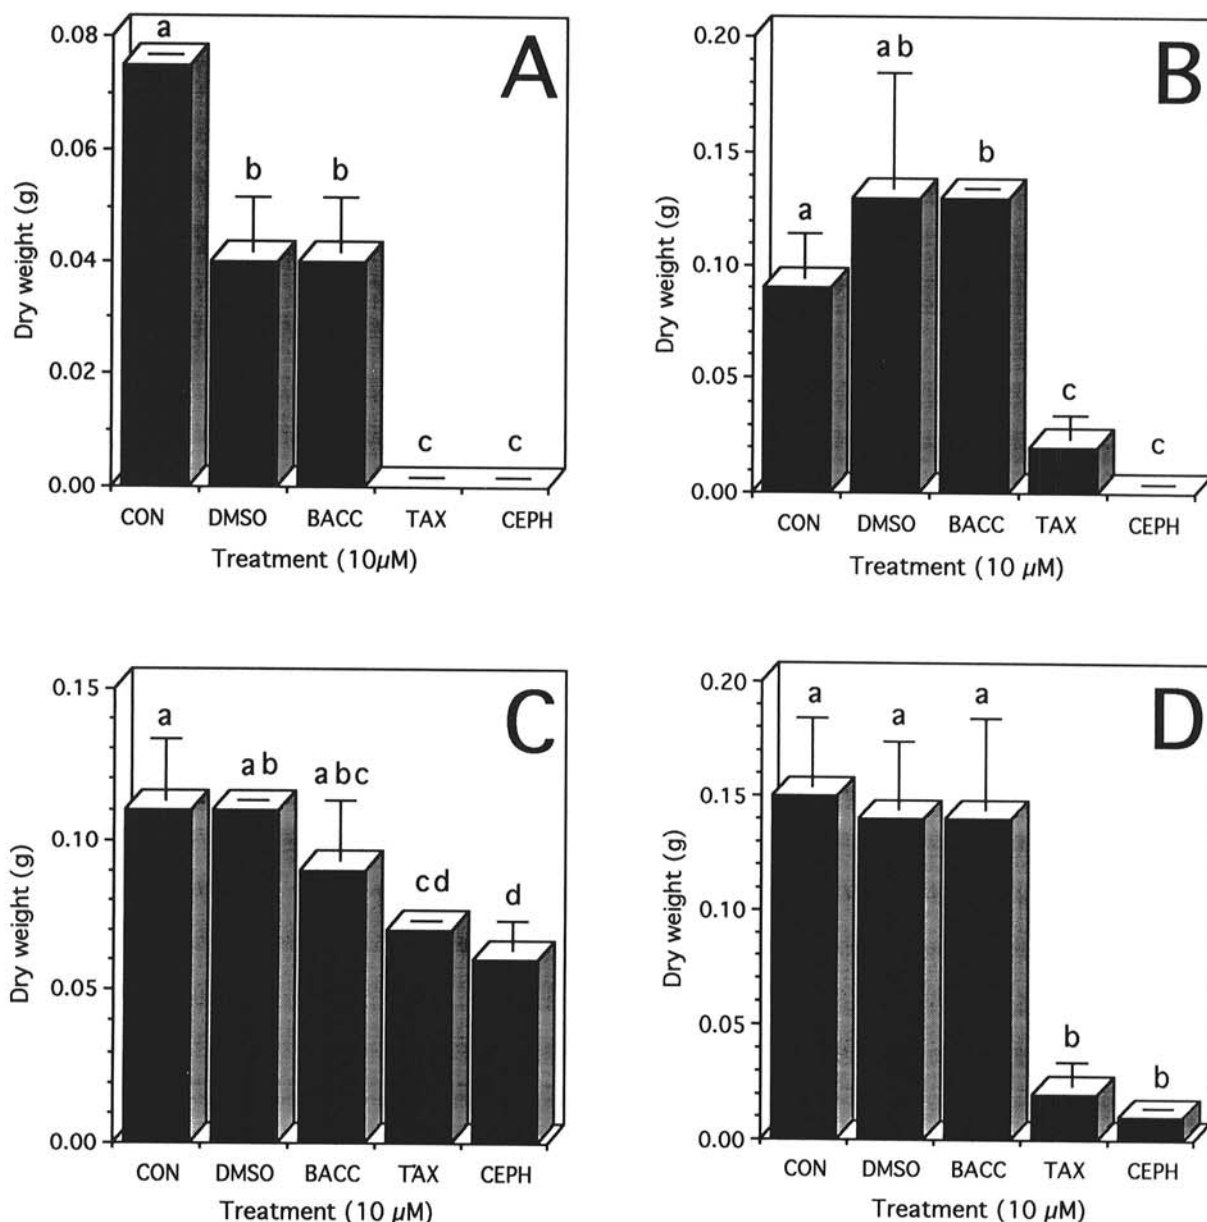 A
Dry weight (g)
0.08
0.06
0.04
0.02
0.00
a
b
b
c
c
CON DMSO BACC TAX CEPH
Treatment (10µM)
B
Dry weight (g)
0.20
0.15
0.10
0.05
0.00
a
ab
b
c
c
CON DMSO BACC TAX CEPH
Treatment (10 µM)
C
Dry weight (g)
0.15
0.10
0.05
0.00
a
ab
abc
cd
d
CON DMSO BACC TAX CEPH
Treatment (10 µM)
D
Dry weight (g)
0.20
0.15
0.10
0.05
0.00
a
a
a
b
b
CON DMSO BACC TAX CEPH
Treatment (10 µM)